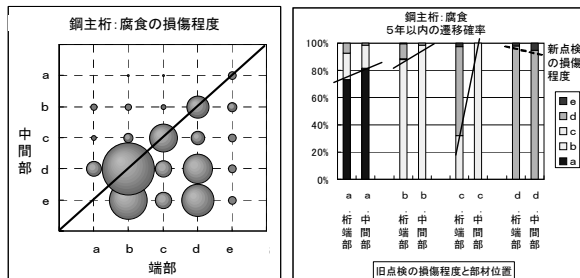 鋼主桁：腐食の損傷程度
a
b
c
d
e
中間部
a b c d e
端部
鋼主桁：腐食
5年以内の遷移確率
100%
80%
60%
40%
20%
0%
新点検の損傷程度
e
d
c
b
a
a a b b c c d d
桁端部 中間部 桁端部 中間部 桁端部 中間部 桁端部 中間部
旧点検の損傷程度と部材位置